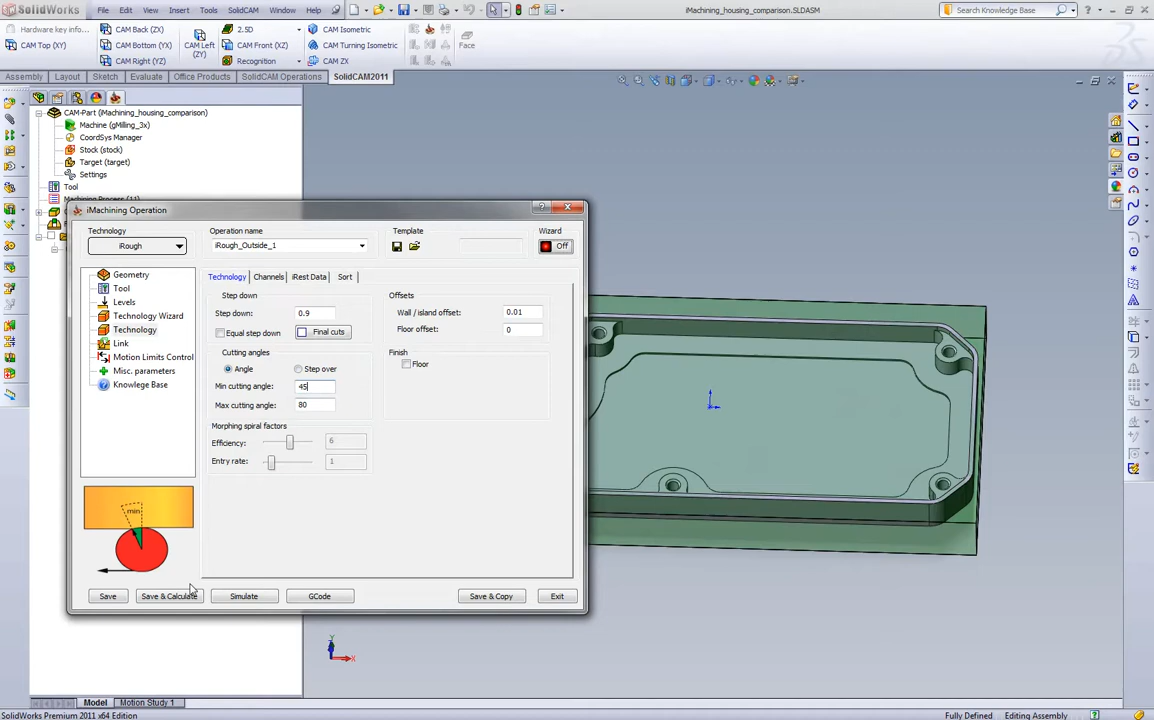 SolidWorks File Edit View Insert Tools SolidCAM Window Help iMachining_housing_comparison.SLDASM Search Knowledge Base
Hardware key info... CAM Back (ZX) 2.5D CAM Isometric
CAM Top (XY) CAM Bottom (YX) CAM Left (ZY) CAM Front (XZ) CAM Turning Isometric Face
CAM Right (YZ) Recognition CAM ZX
Assembly Layout Sketch Evaluate Office Products SolidCAM Operations SolidCAM2011
CAM-Part (iMachining_housing_comparison)
Machine (gMilling_3x)
CoordSys Manager
Stock (stock)
Target (target)
Settings
Tool
iMachining Operation
Technology Operation name Template Wizard
iRough iRough_Outside_1 Off
Geometry Technology Channels iRest Data Sort
Tool
Step down Offsets
Levels
Step down: 0.9 Wall / island offset: 0.01
Technology Wizard
Technology Equal step down Final cuts Floor offset: 0
Link
Cutting angles Finish
Motion Limits Control
Angle Step over Floor
Misc. parameters
Knowlege Base Min cutting angle: 45
Max cutting angle: 80
Morphing spiral factors
Efficiency: 6
Entry rate: 1
min
Save Save & Calculate Simulate GCode Save & Copy Exit
Y
X
Model Motion Study 1
SolidWorks Premium 2011 x64 Edition Fully Defined Editing Assembly